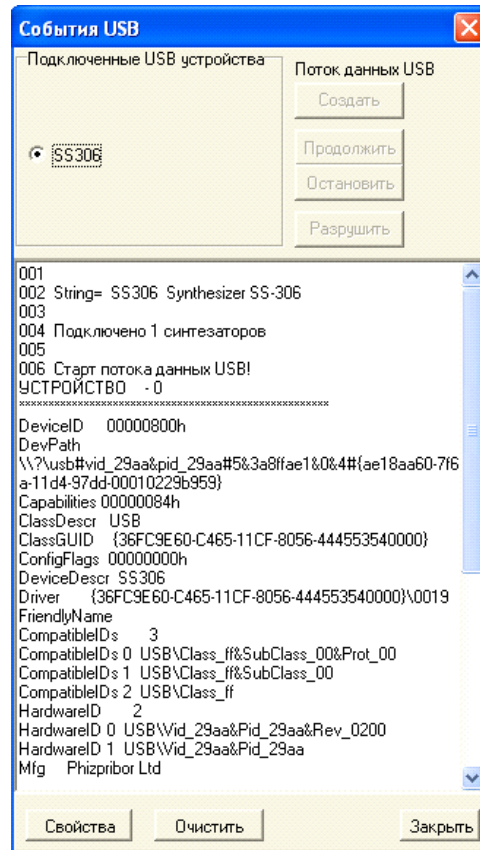 События USB
Подключенные USB устройства
Поток данных USB
Создать
SS306
Продолжить
Остановить
Разрушить
001
002 String= SS306 Synthesizer SS-306
003
004 Подключено 1 синтезаторов
005
006 Старт потока данных USB!
УСТРОЙСТВО - 0
××××××××××××××××××××××××××××××××××××××××××××××××××××××××××××××
DeviceID 00000800h
DevPath
\\?\usb#vid_29aa&pid_29aa#5&3a8ffae1&0&4#{ae18aa60-7f6
a-11d4-97dd-00010229b959}
Capabilities 00000084h
ClassDescr USB
ClassGUID {36FC9E60-C465-11CF-8056-444553540000}
ConfigFlags 00000000h
DeviceDescr SS306
Driver {36FC9E60-C465-11CF-8056-444553540000}\0019
FriendlyName
CompatibleIDs 3
CompatibleIDs 0 USB\Class_ff&SubClass_00&Prot_00
CompatibleIDs 1 USB\Class_ff&SubClass_00
CompatibleIDs 2 USB\Class_ff
HardwareID 2
HardwareID 0 USB\Vid_29aa&Pid_29aa&Rev_0200
HardwareID 1 USB\Vid_29aa&Pid_29aa
Mfg Phizpribor Ltd
Свойства
Очистить
Закрыть